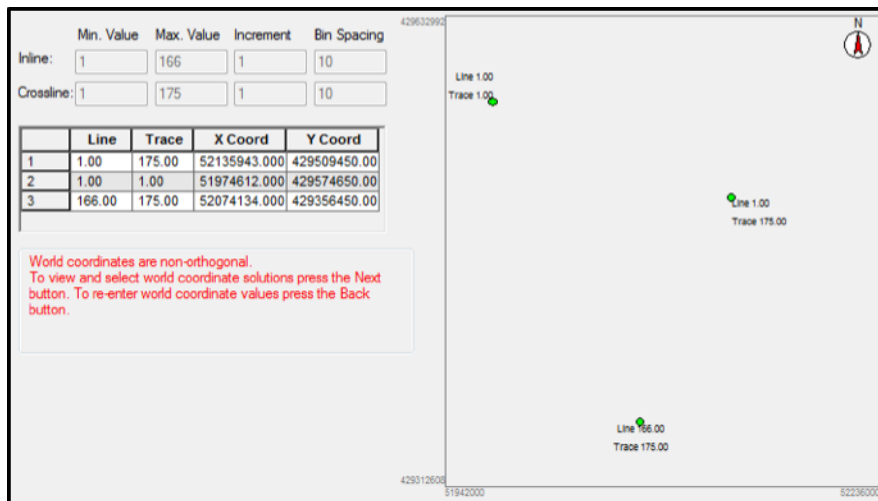 Min. Value Max. Value Increment Bin Spacing
Inline: 1 166 1 10
Crossline: 1 175 1 10
Line Trace X Coord Y Coord
1 1.00 175.00 52135943.000 429509450.00
2 1.00 1.00 51974612.000 429574650.00
3 166.00 175.00 52074134.000 429356450.00
World coordinates are non-orthogonal.
To view and select world coordinate solutions press the Next
button. To re-enter world coordinate values press the Back
button.
429632992
N
Line 1.00
Trace 1.00
Line 1.00
Trace 175.00
Line 166.00
Trace 175.00
429312608
51942000 52236000